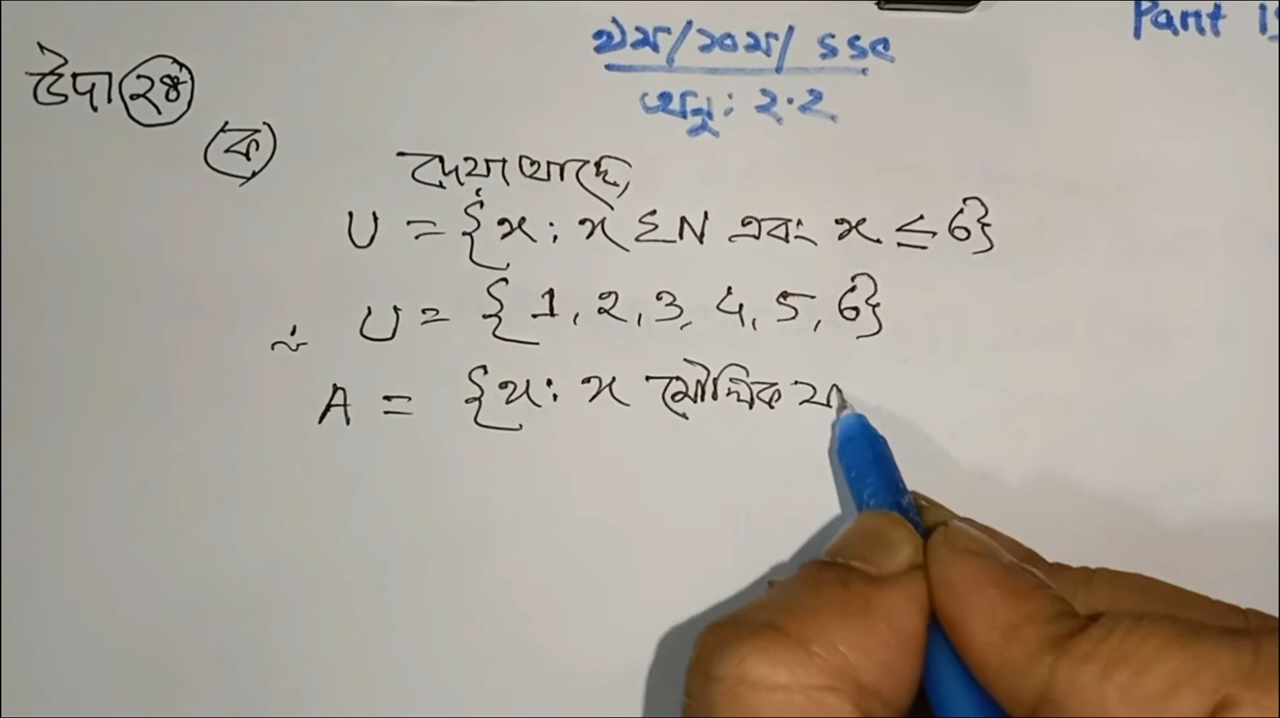 ৯ম/১০ম/ SSC
Part 1
অনু: ২.২
উদা ২৪
(ক)
দেয়া আছে,
U = {x: x ΣN এবং x ≤ 6}
∴ U = {1, 2, 3, 4, 5, 6}
A = {x: x মৌলিক